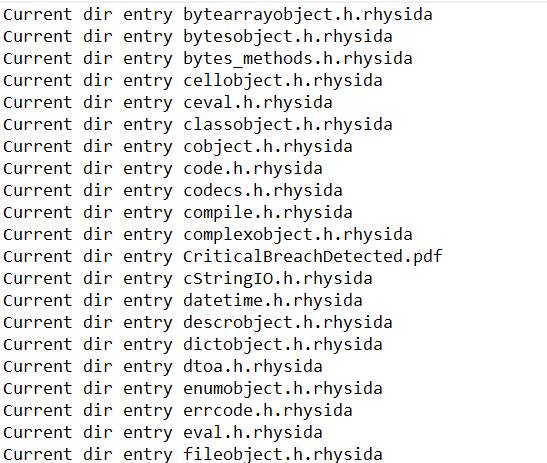 Current dir entry bytearrayobject.h.rhysida
Current dir entry bytesobject.h.rhysida
Current dir entry bytes_methods.h.rhysida
Current dir entry cellobject.h.rhysida
Current dir entry ceval.h.rhysida
Current dir entry classobject.h.rhysida
Current dir entry cobject.h.rhysida
Current dir entry code.h.rhysida
Current dir entry codecs.h.rhysida
Current dir entry compile.h.rhysida
Current dir entry complexobject.h.rhysida
Current dir entry CriticalBreachDetected.pdf
Current dir entry cStringIO.h.rhysida
Current dir entry datetime.h.rhysida
Current dir entry descrobject.h.rhysida
Current dir entry dictobject.h.rhysida
Current dir entry dtoa.h.rhysida
Current dir entry enumobject.h.rhysida
Current dir entry errcode.h.rhysida
Current dir entry eval.h.rhysida
Current dir entry fileobject.h.rhysida